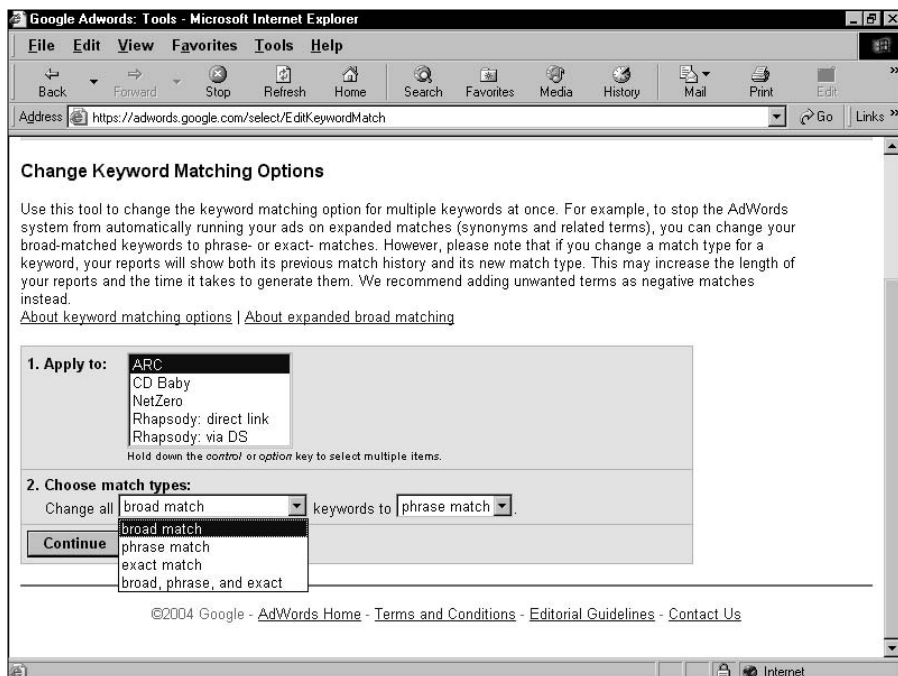 Google Adwords: Tools - Microsoft Internet Explorer
File Edit View Favorites Tools Help
Back Forward Stop Refresh Home Search Favorites Media History Mail Print Edit »
Address https://adwords.google.com/select/EditKeywordMatch Go Links »
Change Keyword Matching Options
Use this tool to change the keyword matching option for multiple keywords at once. For example, to stop the AdWords
system from automatically running your ads on expanded matches (synonyms and related terms), you can change your
broad-matched keywords to phrase- or exact- matches. However, please note that if you change a match type for a
keyword, your reports will show both its previous match history and its new match type. This may increase the length of
your reports and the time it takes to generate them. We recommend adding unwanted terms as negative matches
instead.
About keyword matching options | About expanded broad matching
1. Apply to: ARC
CD Baby
NetZero
Rhapsody: direct link
Rhapsody: via DS
Hold down the control or option key to select multiple items.
2. Choose match types:
Change all broad match keywords to phrase match .
broad match
Continue phrase match
exact match
broad, phrase, and exact
©2004 Google - AdWords Home - Terms and Conditions - Editorial Guidelines - Contact Us
Internet